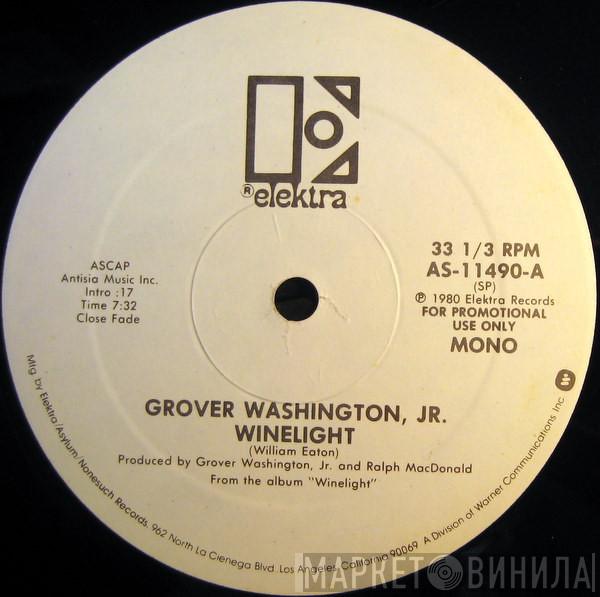 ® elektra
ASCAP
Antisia Music Inc.
Intro :17
Time 7:32
Close Fade
33 1/3 RPM
AS-11490-A
(SP)
℗ 1980 Elektra Records
FOR PROMOTIONAL
USE ONLY
MONO
GROVER WASHINGTON, JR.
WINELIGHT
(William Eaton)
Produced by Grover Washington, Jr. and Ralph MacDonald
From the album "Winelight"
Mfg. by Elektra/Asylum/Nonesuch Records, 962 North La Cienega Blvd. Los Angeles, California 90069 A Division of Warner Communications Inc
МАРКЕТ ВИНИЛА